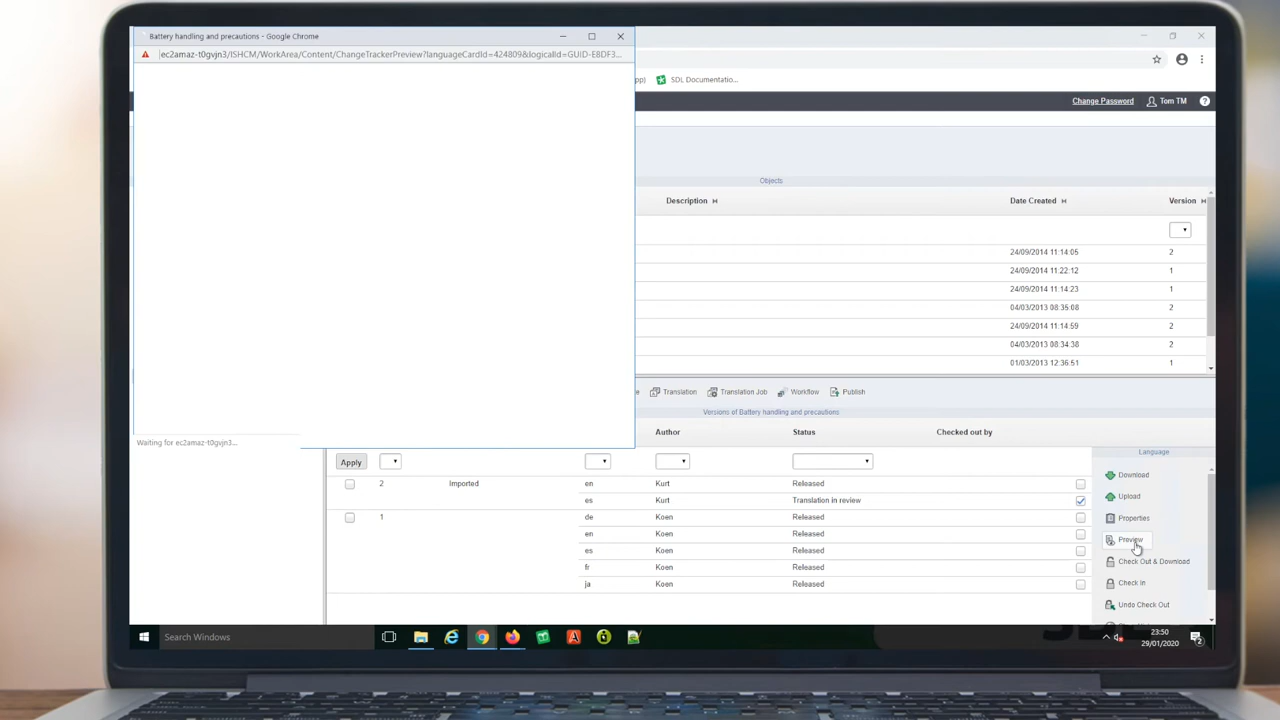 Battery handling and precautions - Google Chrome
ec2amaz-t0gvjn3/ISHCM/WorkArea/Content/ChangeTrackerPreview?languageCardId=424809&logicalId=GUID-E8DF3...
pp) SDL Documentatio...
Change Password Tom TM
Objects
Description Date Created Version
24/09/2014 11:14:05 2
24/09/2014 11:22:12 1
24/09/2014 11:14:23 1
04/03/2013 08:35:08 2
24/09/2014 11:14:59 2
04/03/2013 08:34:38 2
01/03/2013 12:36:51 1
Translation Translation Job Workflow Publish
Versions of Battery handling and precautions
Author Status Checked out by
Waiting for ec2amaz-t0gvjn3...
Language
Apply
Download
2 Imported en Kurt Released
Upload
es Kurt Translation in review
1 de Koen Released
Properties
en Koen Released
Preview
es Koen Released
Check Out & Download
fr Koen Released
Check In
ja Koen Released
Undo Check Out
Search Windows
23:50
29/01/2020
2